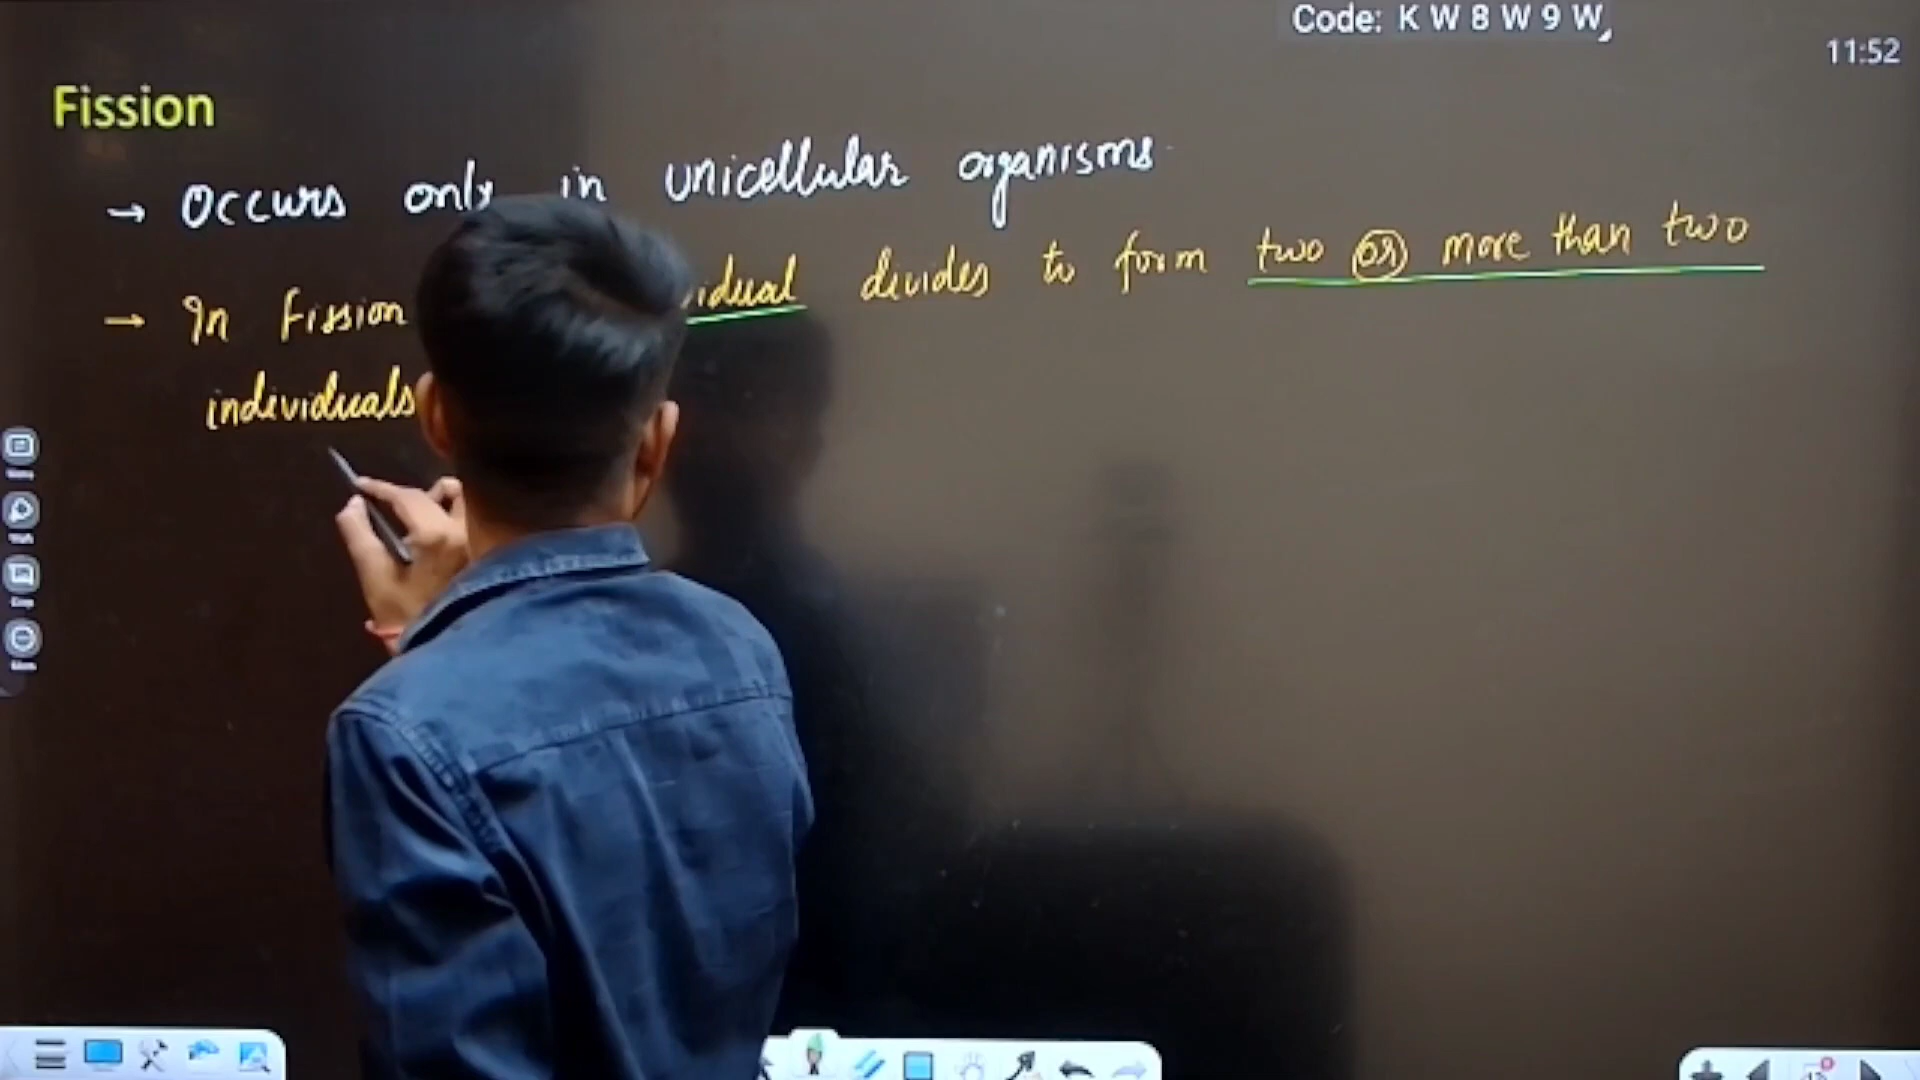 Code: K W 8 W 9 W
11:52
Fission
→ Occurs only in unicellular organisms
→ In fission vidual divides to form two or more than two
individuals